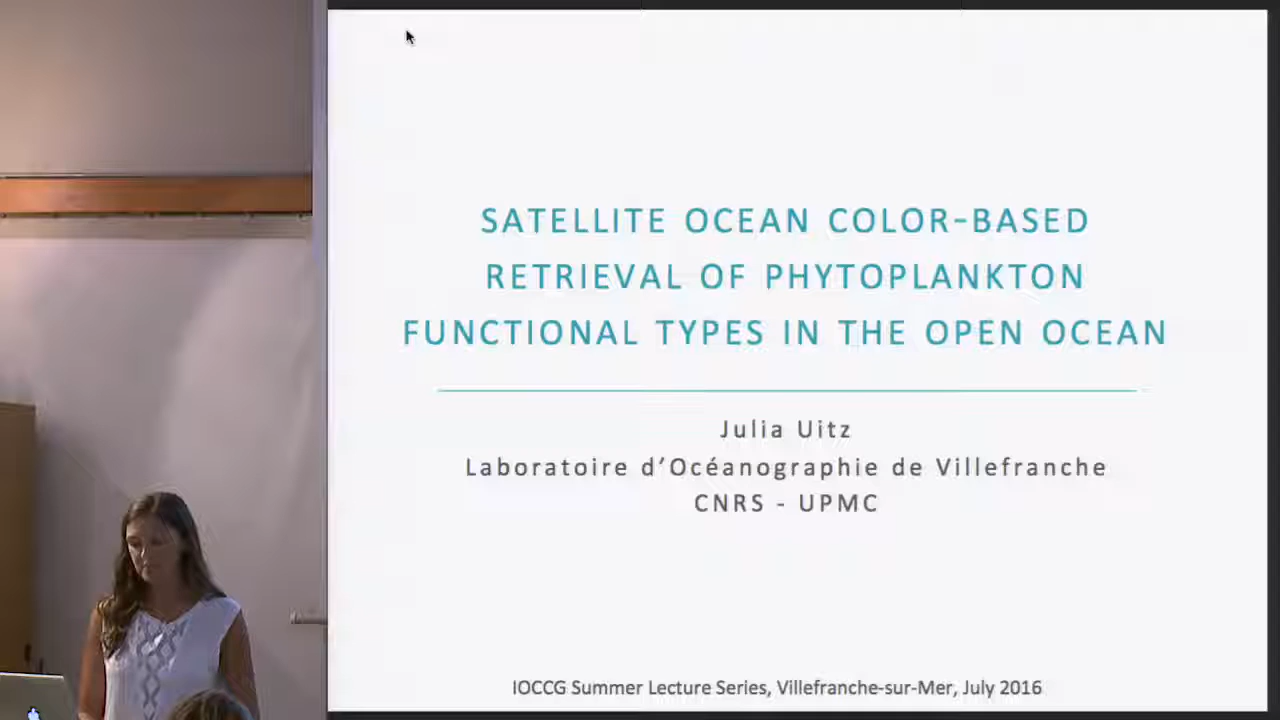 SATELLITE OCEAN COLOR-BASED
RETRIEVAL OF PHYTOPLANKTON
FUNCTIONAL TYPES IN THE OPEN OCEAN
Julia Uitz
Laboratoire d'Océanographie de Villefranche
CNRS - UPMC
IOCCG Summer Lecture Series, Villefranche-sur-Mer, July 2016